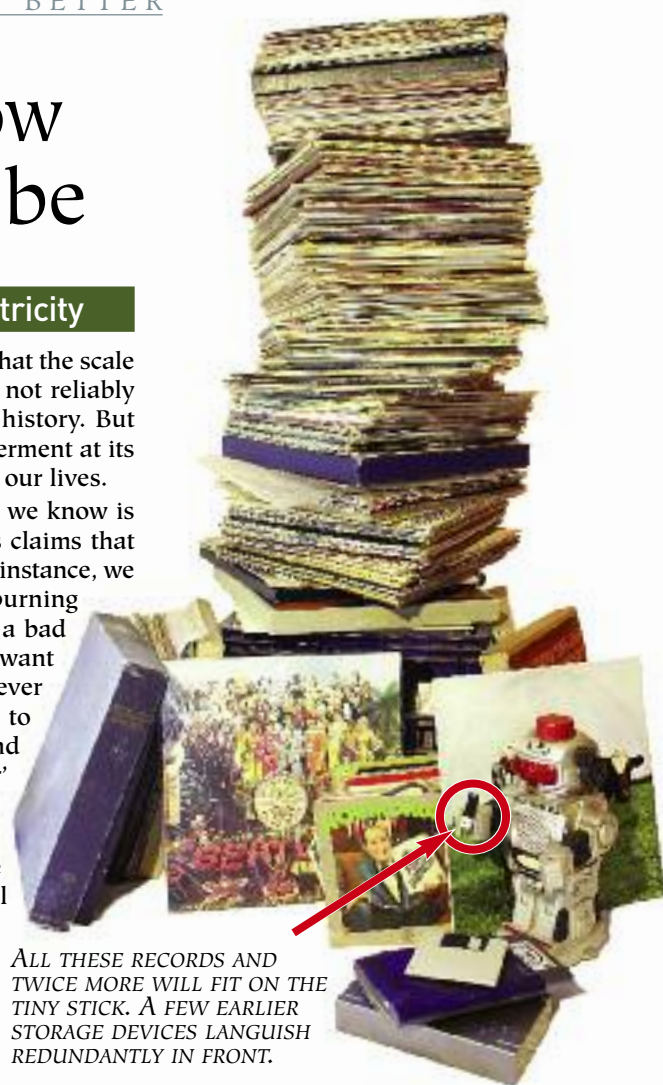 BETTER
ow
be
tricity
hat the scale
not reliably
history. But
erment at its
our lives.
we know is
s claims that
instance, we
burning
a bad
want
ever
to
nd
’
l
ALL THESE RECORDS AND
TWICE MORE WILL FIT ON THE
TINY STICK. A FEW EARLIER
STORAGE DEVICES LANGUISH
REDUNDANTLY IN FRONT.